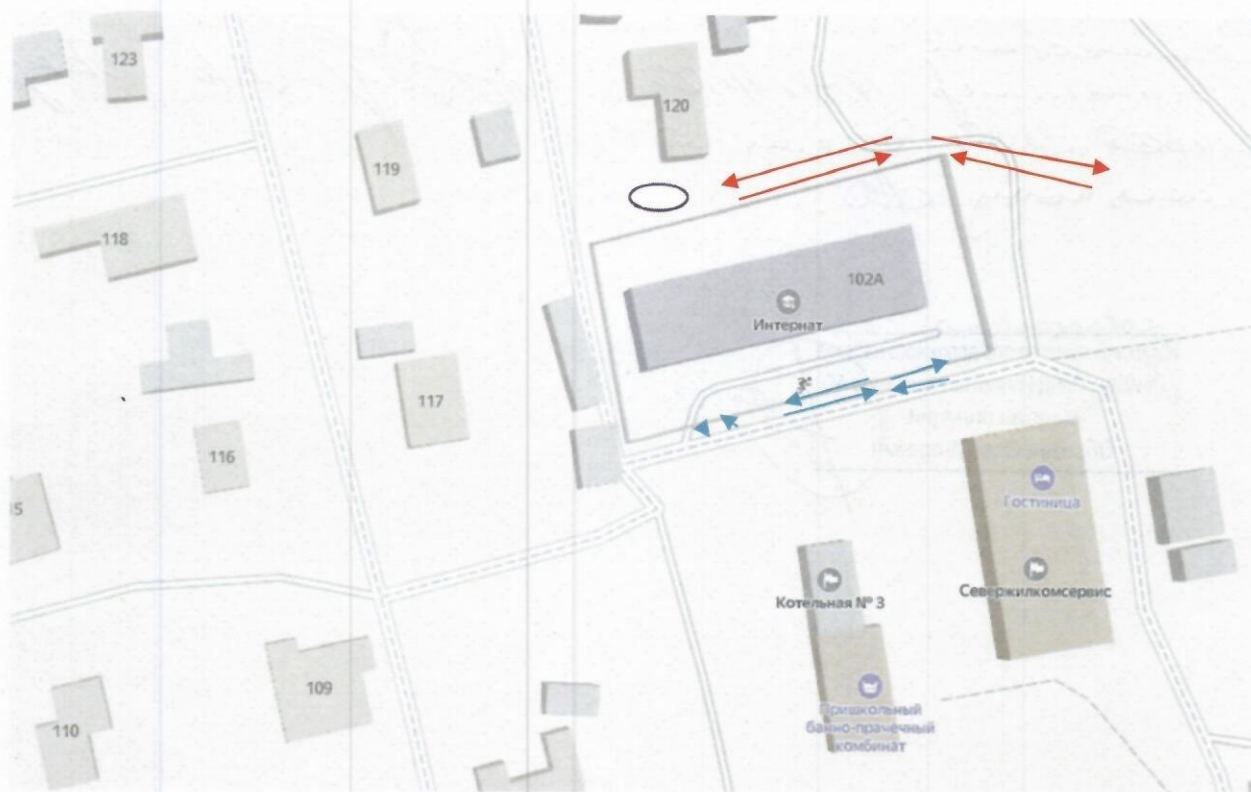 123
120
119
118
102А
Интернат
117
116
15
Гостиница
Котельная № 3
Севержилкомсервис
109
Пришкольный
банно-прачечный
комбинат
110